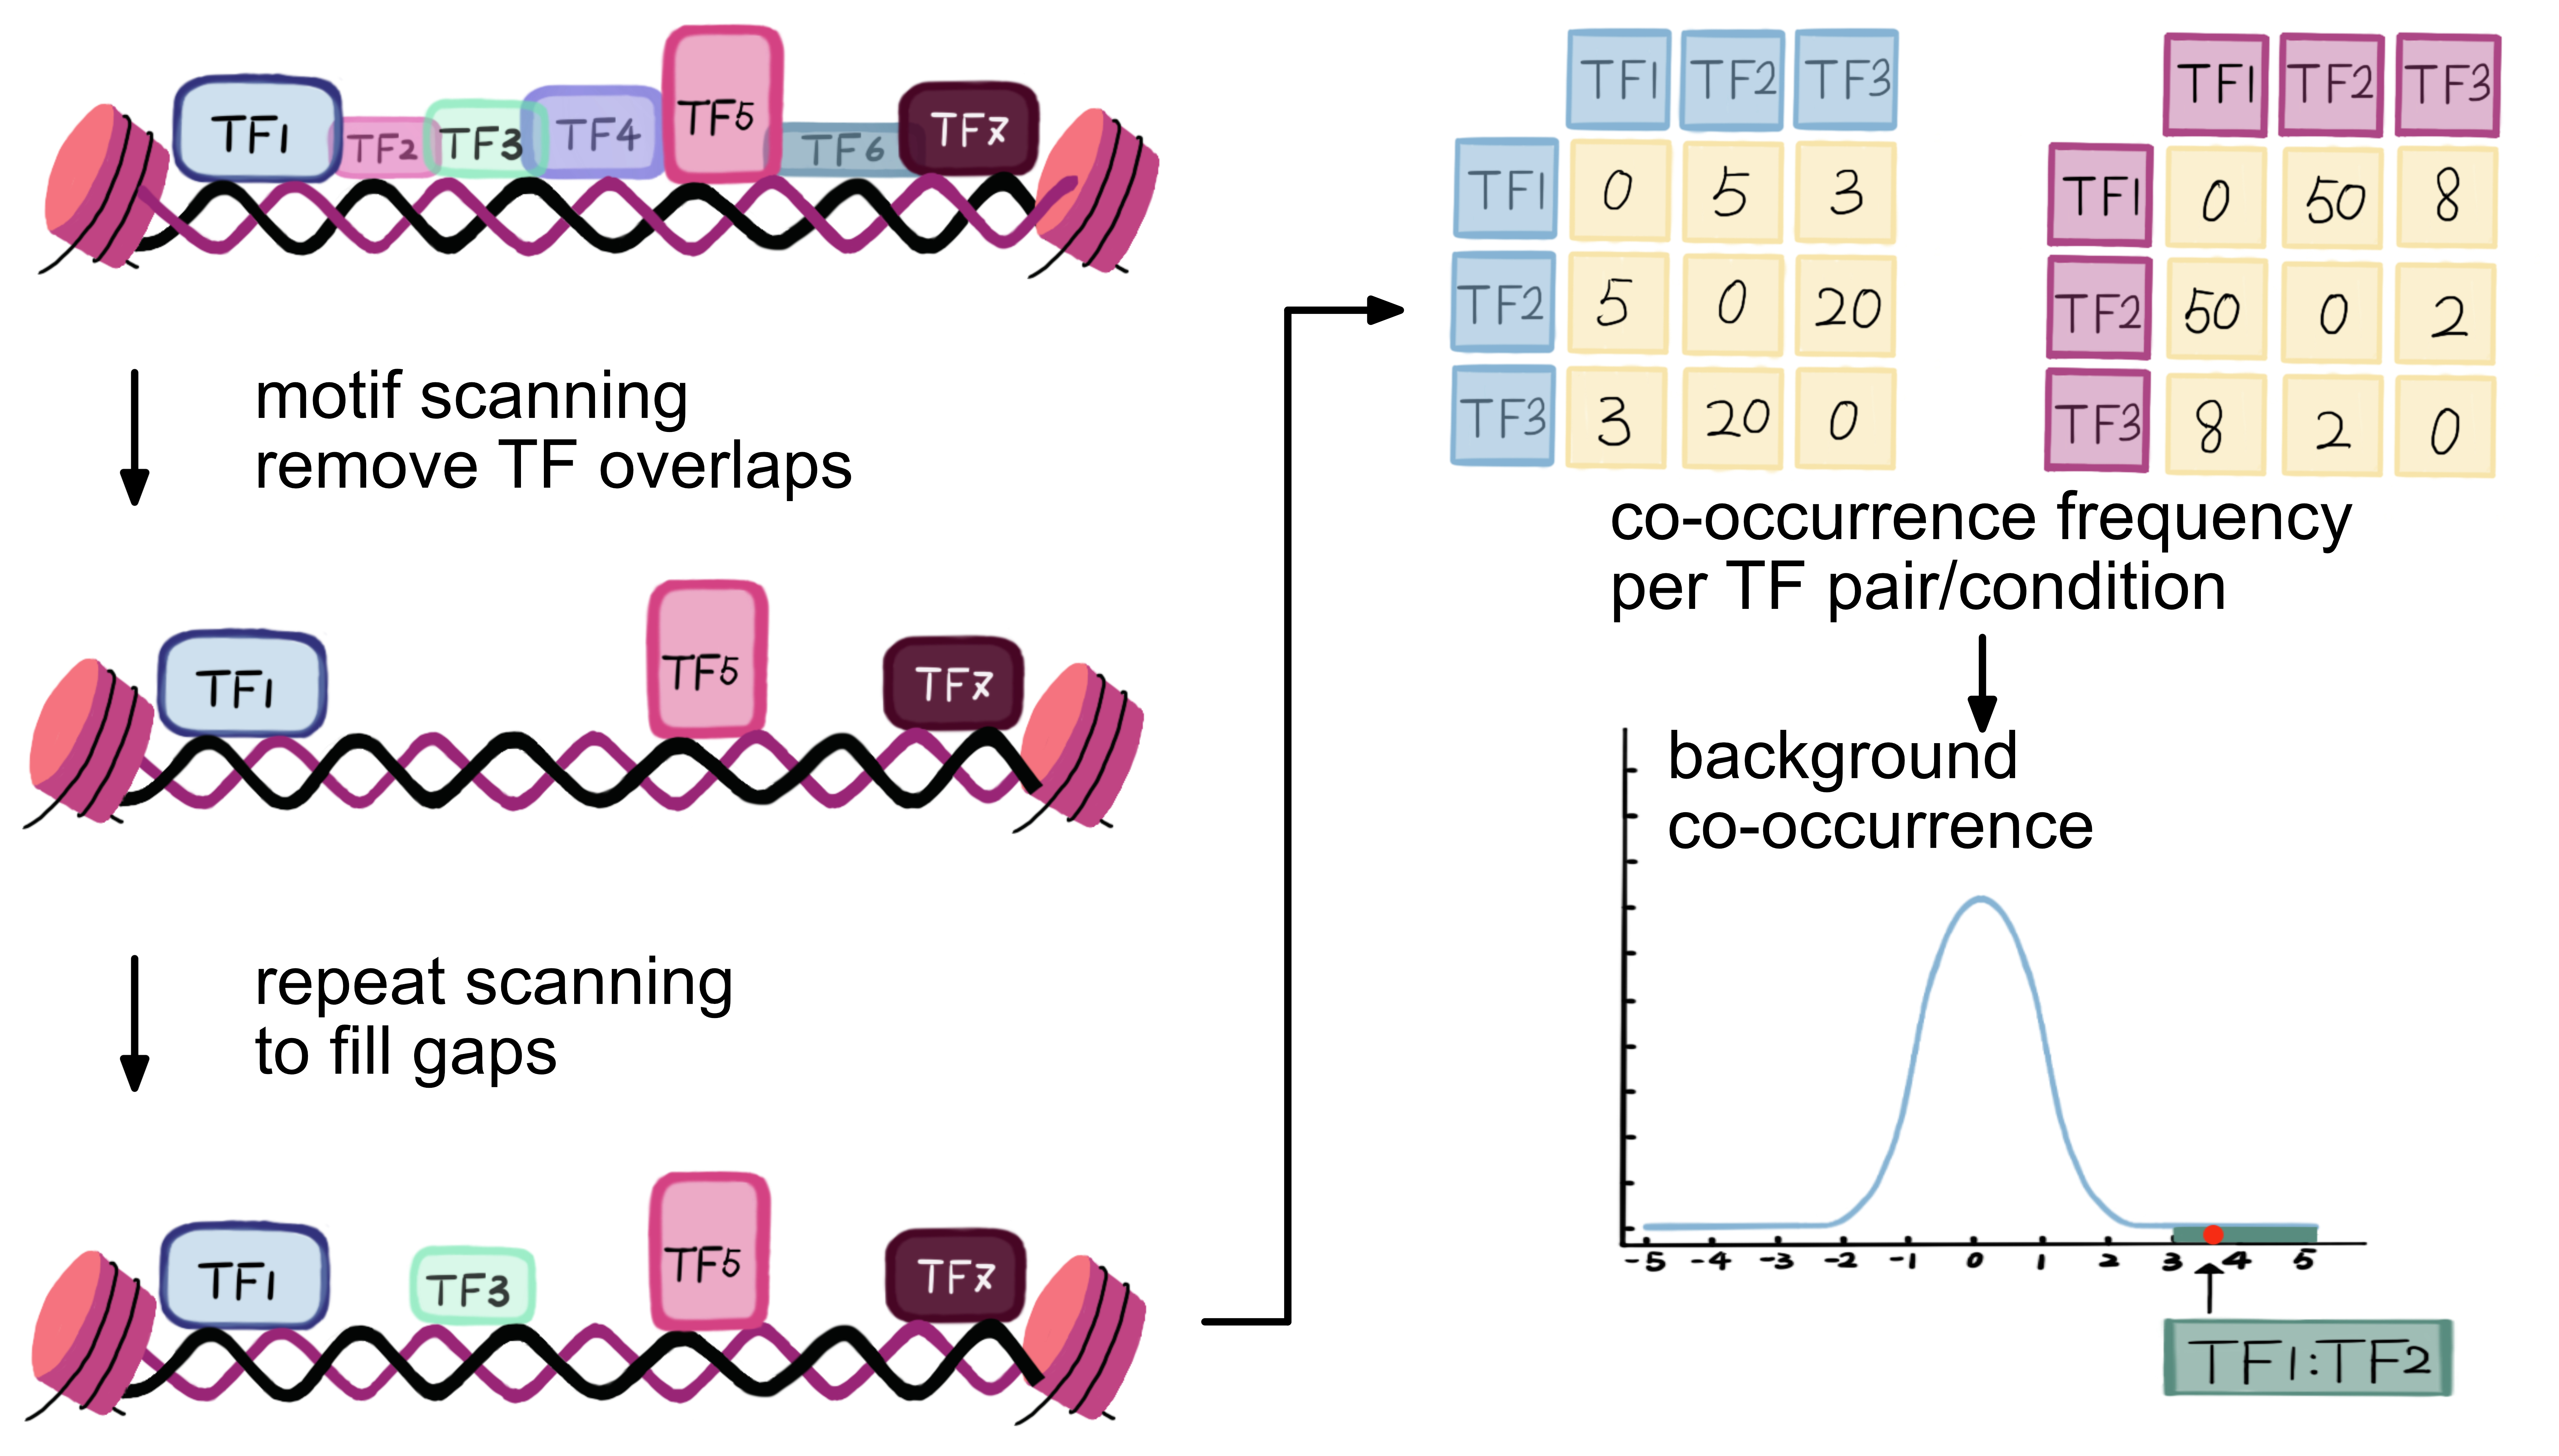 TF1 TF2 TF3 TF4 TF5 TF6 TF7
motif scanning
remove TF overlaps
TF1 TF5 TF7
repeat scanning
to fill gaps
TF1 TF3 TF5 TF7
TF1 TF2 TF3
TF1 0 5 3
TF2 5 0 20
TF3 3 20 0
TF1 TF2 TF3
TF1 0 50 8
TF2 50 0 2
TF3 8 2 0
co-occurrence frequency
per TF pair/condition
background
co-occurrence
-5 -4 -3 -2 -1 0 1 2 3 4 5
TF1:TF2